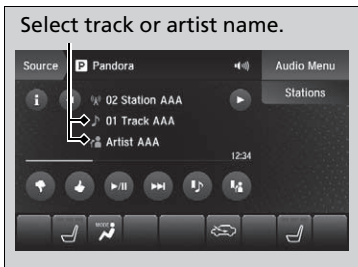 Select track or artist name.
Source P Pandora Audio Menu
Stations
02 Station AAA
01 Track AAA
Artist AAA
12:34
MODE